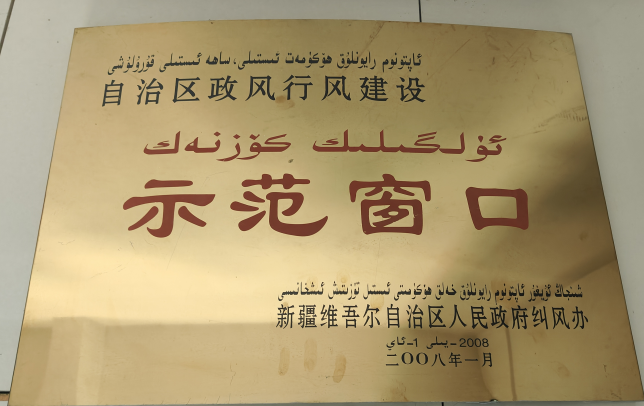 ئاپتونوم رايونلۇق ھۆكۈمەت ئىستىلى، ساھە ئىستىلى قۇرۇلۇشى
自治区政风行风建设
ئۈلگىلىك كۆزنەك
示范窗口
شىنجاڭ ئۇيغۇر ئاپتونوم رايونلۇق خەلق ھۆكۈمىتى ئىستىل تۈزىتىش ئىشخانىسى
新疆维吾尔自治区人民政府纠风办
2008-يىلى 1-ئاي
二〇〇八年一月